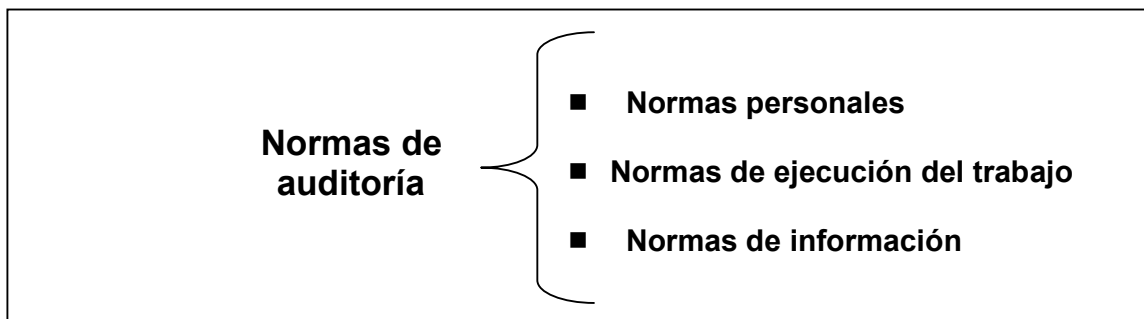 Normas de
auditoría
■ Normas personales
■ Normas de ejecución del trabajo
■ Normas de información